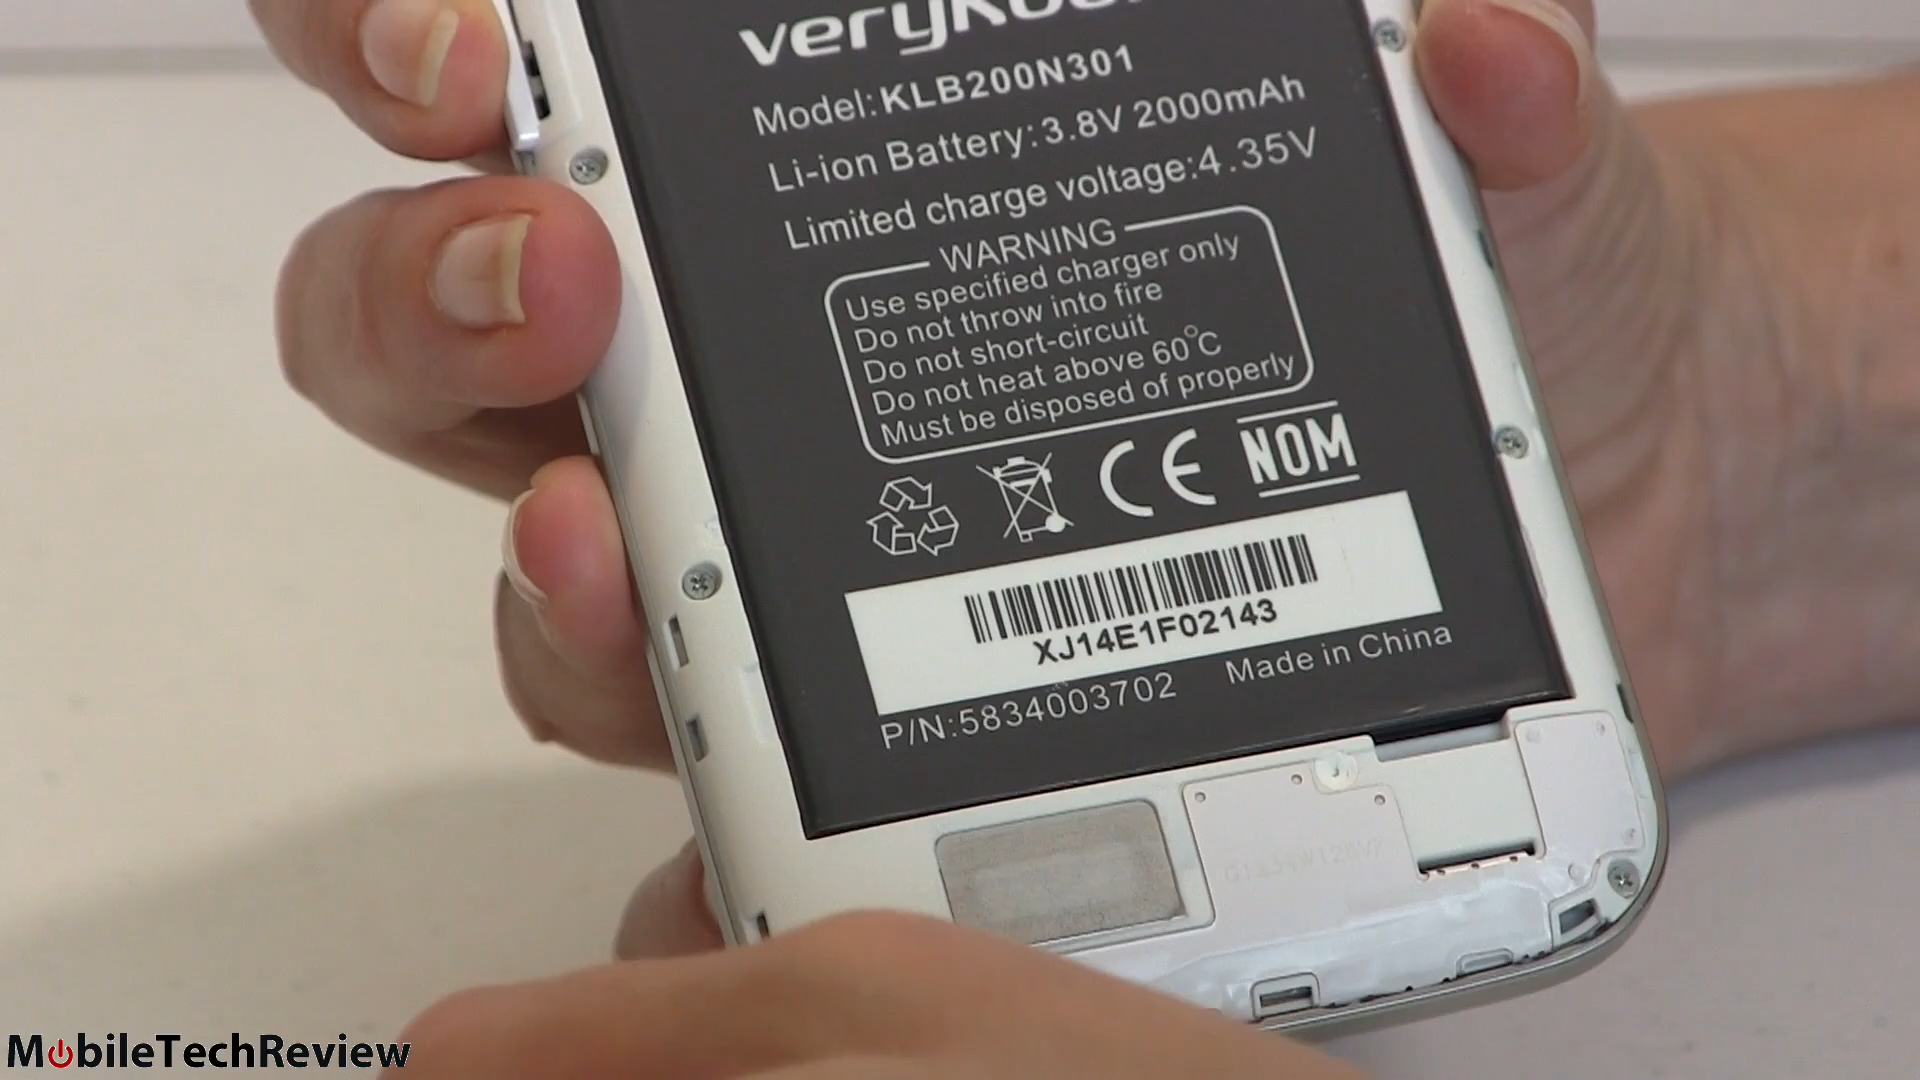 verykool
Model:KLB200N301
Li-ion Battery:3.8V 2000mAh
Limited charge voltage:4.35V
WARNING
Use specified charger only
Do not throw into fire
Do not short-circuit
Do not heat above 60°C
Must be disposed of properly
CE NOM
XJ14E1F02143
P/N:5834003702 Made in China
MobileTechReview